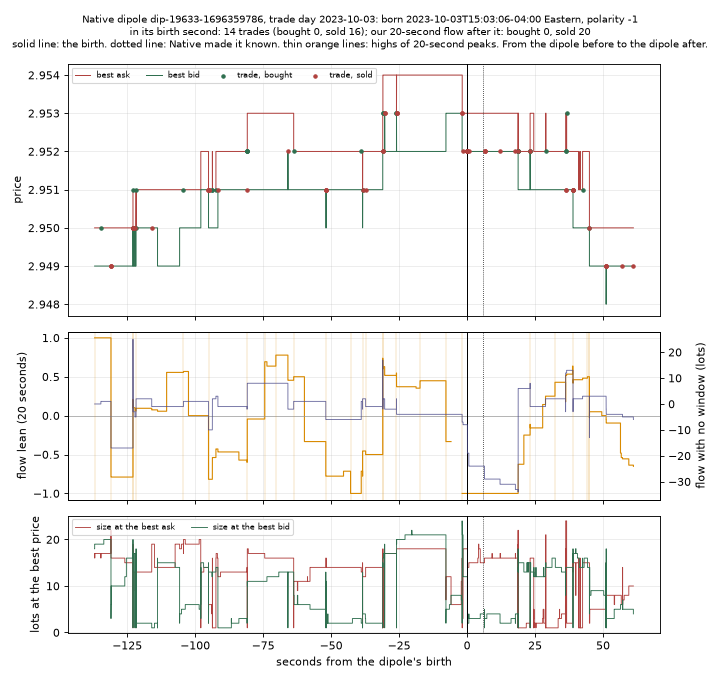 Native dipole dip-19633-1696359786, trade day 2023-10-03: born 2023-10-03T15:03:06-04:00 Eastern, polarity -1
in its birth second: 14 trades (bought 0, sold 16); our 20-second flow after it: bought 0, sold 20
solid line: the birth. dotted line: Native made it known. thin orange lines: highs of 20-second peaks. From the dipole before to the dipole after.
best ask
best bid
trade, bought
trade, sold
2.954
2.953
2.952
2.951
2.950
2.949
2.948
price
1.0
0.5
0.0
−0.5
−1.0
flow lean (20 seconds)
20
10
0
−10
−20
−30
flow with no window (lots)
size at the best ask
size at the best bid
20
10
0
lots at the best price
−125
−100
−75
−50
−25
0
25
50
seconds from the dipole's birth